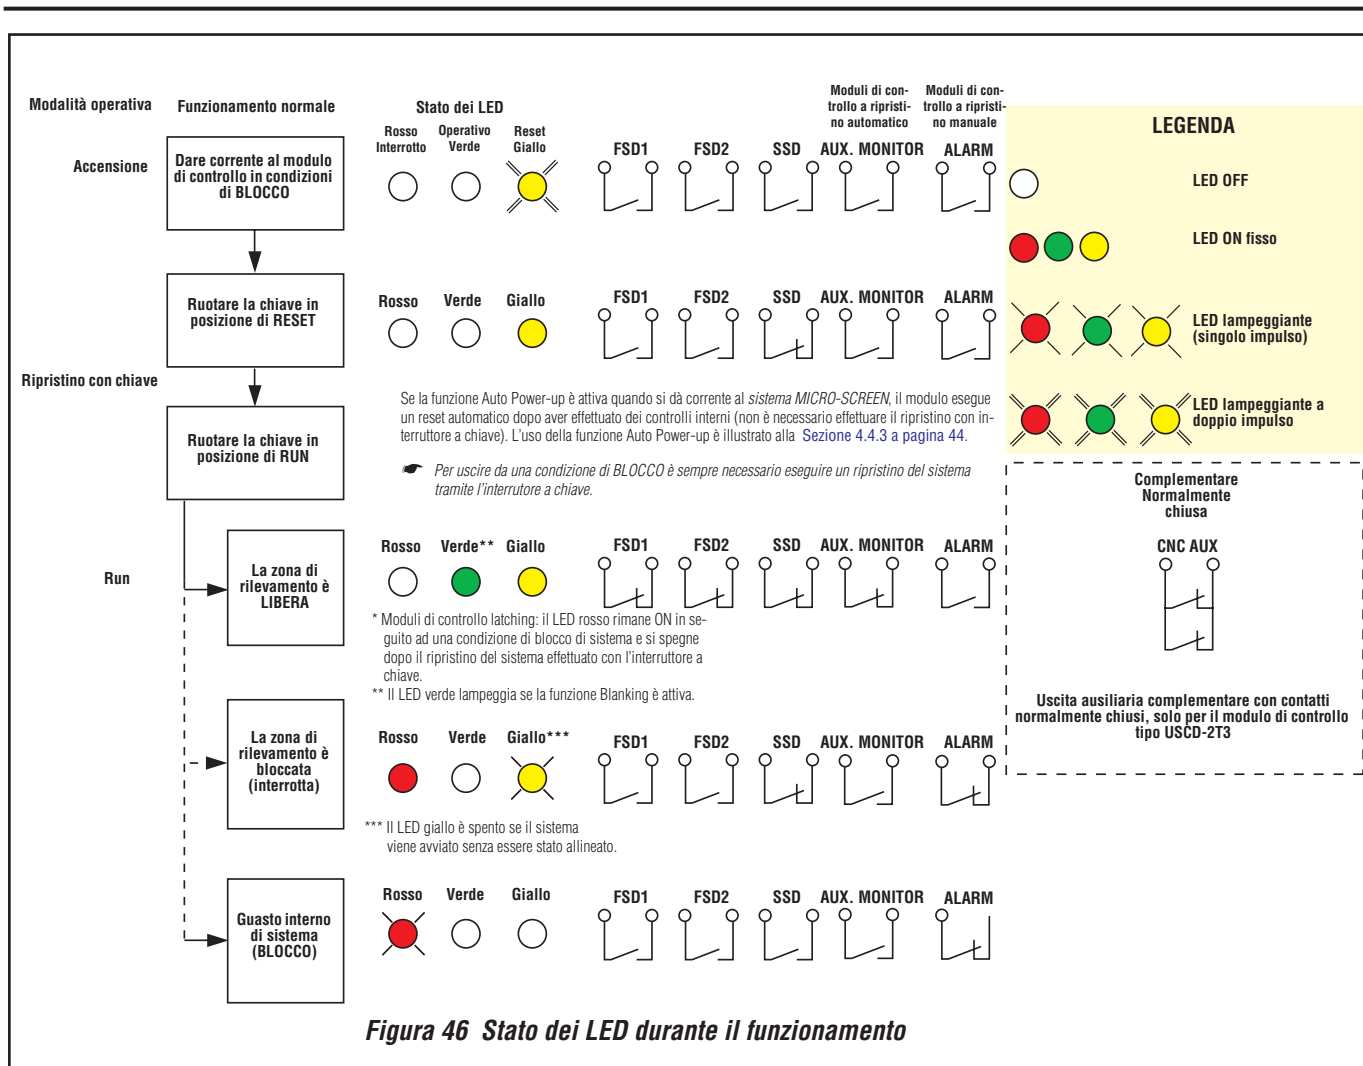 Modalità operativa
Funzionamento normale
Stato dei LED
Moduli di con-
trollo a ripristi-
no automatico
Moduli di con-
trollo a ripristi-
no manuale
Accensione
Dare corrente al modulo
di controllo in condizioni
di BLOCCO
Rosso
Interrotto
Operativo
Verde
Reset
Giallo
FSD1
FSD2
SSD
AUX. MONITOR
ALARM
Ruotare la chiave in
posizione di RESET
Rosso
Verde
Giallo
FSD1
FSD2
SSD
AUX. MONITOR
ALARM
Ripristino con chiave
Ruotare la chiave in
posizione di RUN
Se la funzione Auto Power-up è attiva quando si dà corrente al sistema MICRO-SCREEN, il modulo esegue
un reset automatico dopo aver effettuato dei controlli interni (non è necessario effettuare il ripristino con in-
terruttore a chiave). L'uso della funzione Auto Power-up è illustrato alla Sezione 4.4.3 a pagina 44.
☛ Per uscire da una condizione di BLOCCO è sempre necessario eseguire un ripristino del sistema
tramite l'interrutore a chiave.
Run
La zona di
rilevamento è
LIBERA
Rosso
Verde**
Giallo
FSD1
FSD2
SSD
AUX. MONITOR
ALARM
* Moduli di controllo latching: il LED rosso rimane ON in se-
guito ad una condizione di blocco di sistema e si spegne
dopo il ripristino del sistema effettuato con l'interruttore a
chiave.
** Il LED verde lampeggia se la funzione Blanking è attiva.
La zona di
rilevamento è
bloccata
(interrotta)
Rosso
Verde
Giallo***
FSD1
FSD2
SSD
AUX. MONITOR
ALARM
*** Il LED giallo è spento se il sistema
viene avviato senza essere stato allineato.
Guasto interno
di sistema
(BLOCCO)
Rosso
Verde
Giallo
FSD1
FSD2
SSD
AUX. MONITOR
ALARM
LEGENDA
LED OFF
LED ON fisso
LED lampeggiante
(singolo impulso)
LED lampeggiante a
doppio impulso
Complementare
Normalmente
chiusa
CNC AUX
Uscita ausiliaria complementare con contatti
normalmente chiusi, solo per il modulo di controllo
tipo USCD-2T3
Figura 46 Stato dei LED durante il funzionamento